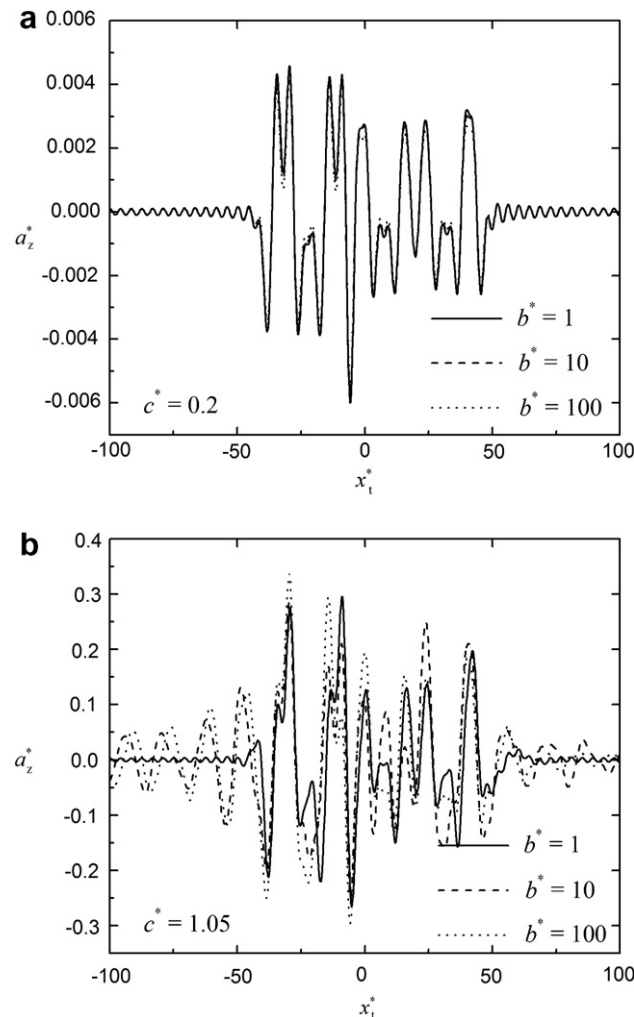 a
0.006
0.004
0.002
0.000
-0.002
-0.004
-0.006
a*z
b* = 1
b* = 10
b* = 100
c* = 0.2
-100 -50 0 50 100
x*t
b
0.4
0.3
0.2
0.1
0.0
-0.1
-0.2
-0.3
a*z
b* = 1
b* = 10
b* = 100
c* = 1.05
-100 -50 0 50 100
x*t